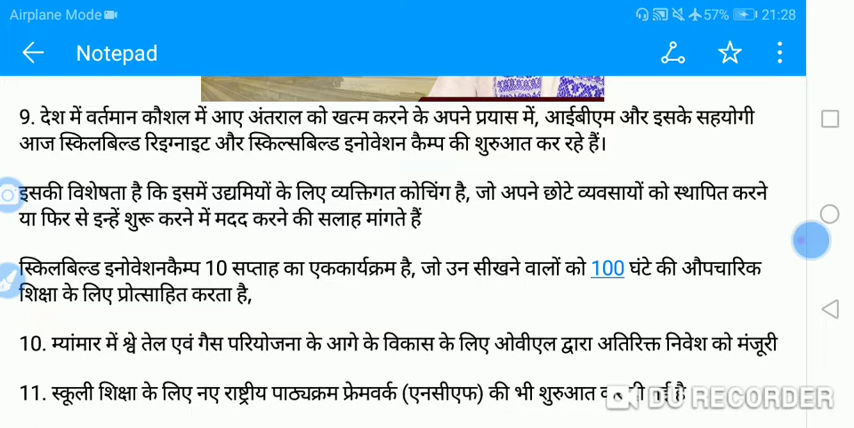 Airplane Mode 57% 21:28
Notepad
9. देश में वर्तमान कौशल में आए अंतराल को खत्म करने के अपने प्रयास में, आईबीएम और इसके सहयोगी
आज स्किलबिल्ड रिइग्नाइट और स्किल्सबिल्ड इनोवेशन कैम्प की शुरुआत कर रहे हैं।
इसकी विशेषता है कि इसमें उद्यमियों के लिए व्यक्तिगत कोचिंग है, जो अपने छोटे व्यवसायों को स्थापित करने
या फिर से इन्हें शुरू करने में मदद करने की सलाह मांगते हैं
स्किलबिल्ड इनोवेशनकैम्प 10 सप्ताह का एककार्यक्रम है, जो उन सीखने वालों को 100 घंटे की औपचारिक
शिक्षा के लिए प्रोत्साहित करता है,
10. म्यांमार में श्वे तेल एवं गैस परियोजना के आगे के विकास के लिए ओवीएल द्वारा अतिरिक्त निवेश को मंजूरी
11. स्कूली शिक्षा के लिए नए राष्ट्रीय पाठ्यक्रम फ्रेमवर्क (एनसीएफ) की भी शुरुआत है
DU RECORDER